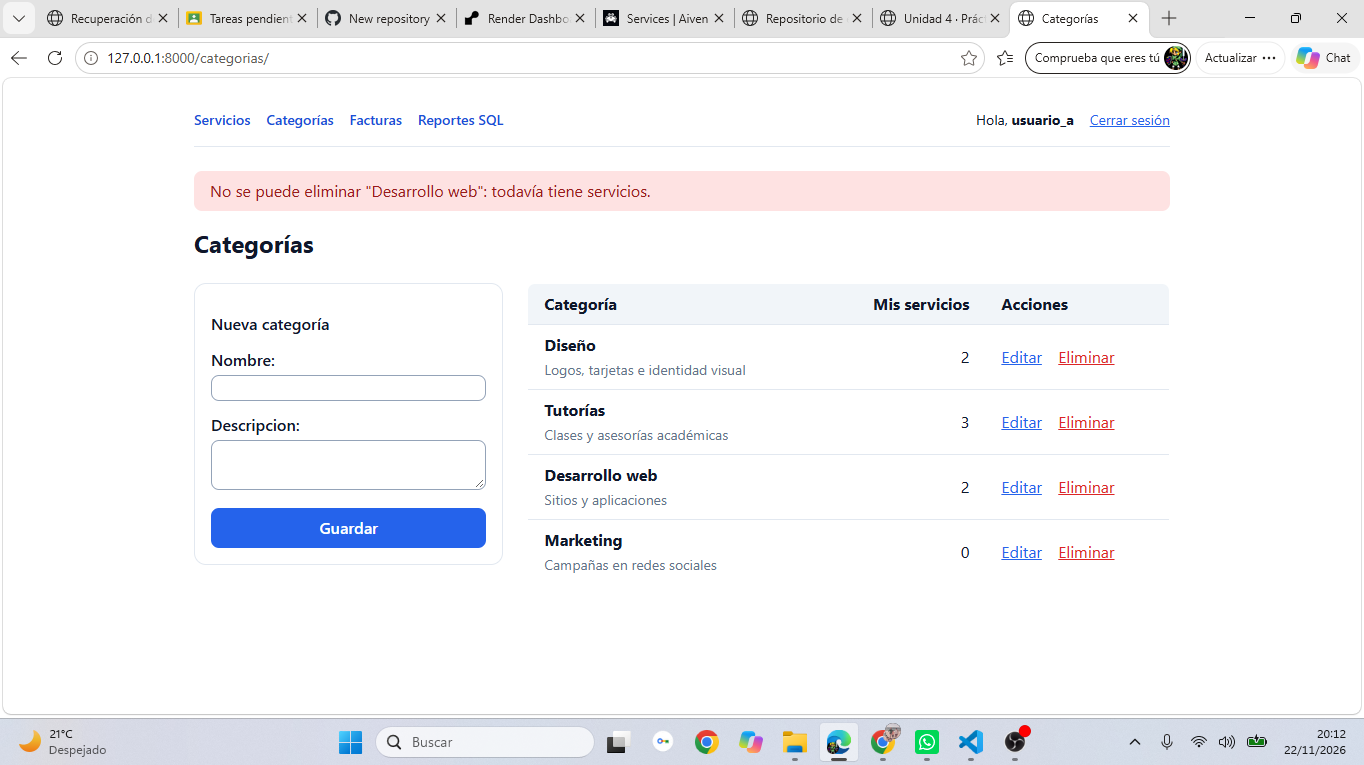 Recuperación d
Tareas pendient
New repository
Render Dashbo
Services | Aiven
Repositorio de
Unidad 4 · Prác
Categorías
127.0.0.1:8000/categorias/
Comprueba que eres tú
Actualizar
Chat
Servicios Categorías Facturas Reportes SQL
Hola, usuario_a Cerrar sesión
No se puede eliminar "Desarrollo web": todavía tiene servicios.
Categorías
Nueva categoría
Nombre:
Descripcion:
Guardar
Categoría Mis servicios Acciones
Diseño
Logos, tarjetas e identidad visual
2 Editar Eliminar
Tutorías
Clases y asesorías académicas
3 Editar Eliminar
Desarrollo web
Sitios y aplicaciones
2 Editar Eliminar
Marketing
Campañas en redes sociales
0 Editar Eliminar
21°C
Despejado
Buscar
20:12
22/11/2026